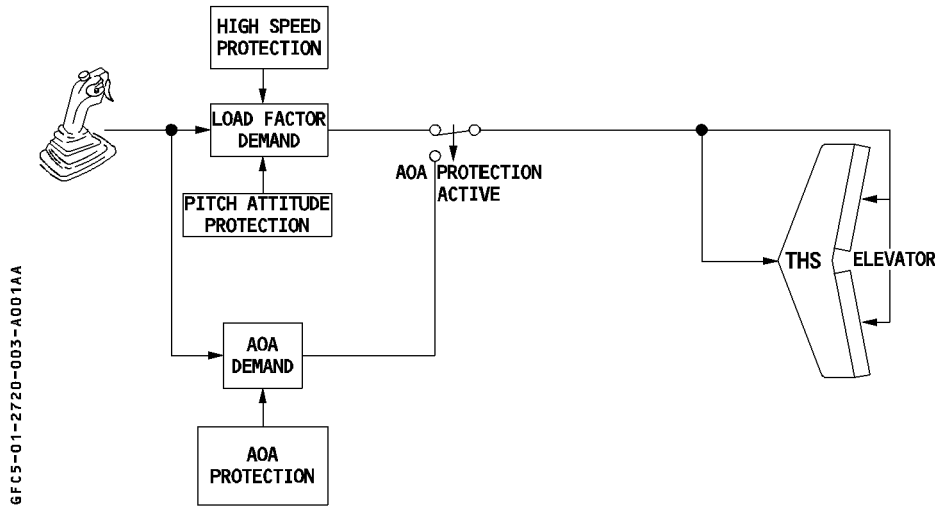 HIGH SPEED
PROTECTION
LOAD FACTOR
DEMAND
AOA PROTECTION
ACTIVE
PITCH ATTITUDE
PROTECTION
THS
ELEVATOR
AOA
DEMAND
AOA
PROTECTION
GFC5-01-2720-003-A001AA